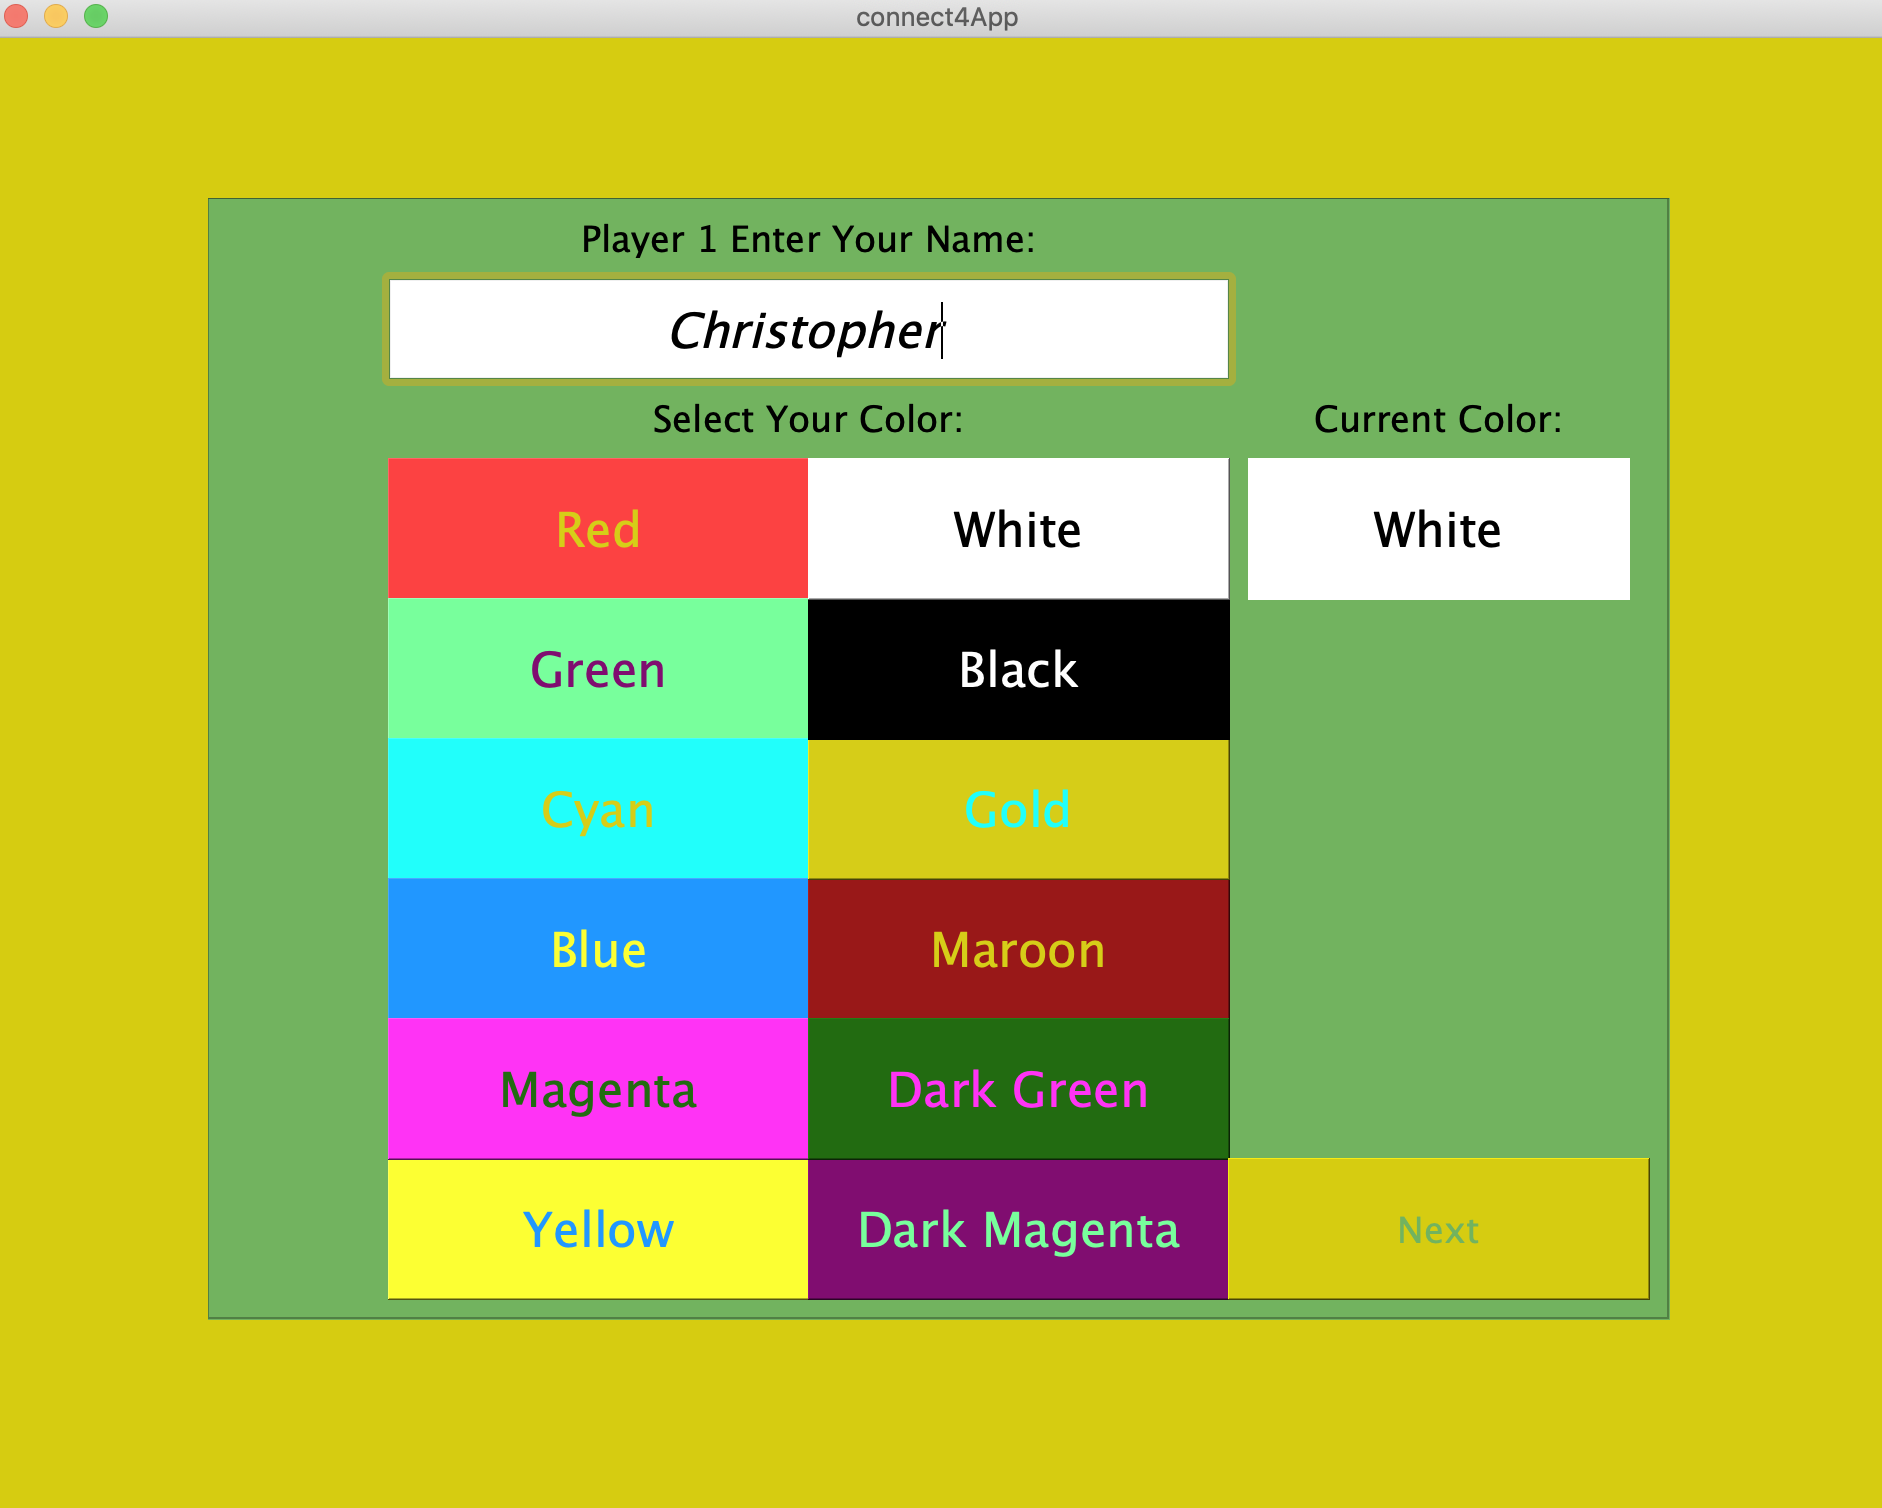 connect4App
Player 1 Enter Your Name:
Christopher
Select Your Color:
Current Color:
Red
White
White
Green
Black
Cyan
Gold
Blue
Maroon
Magenta
Dark Green
Yellow
Dark Magenta
Next